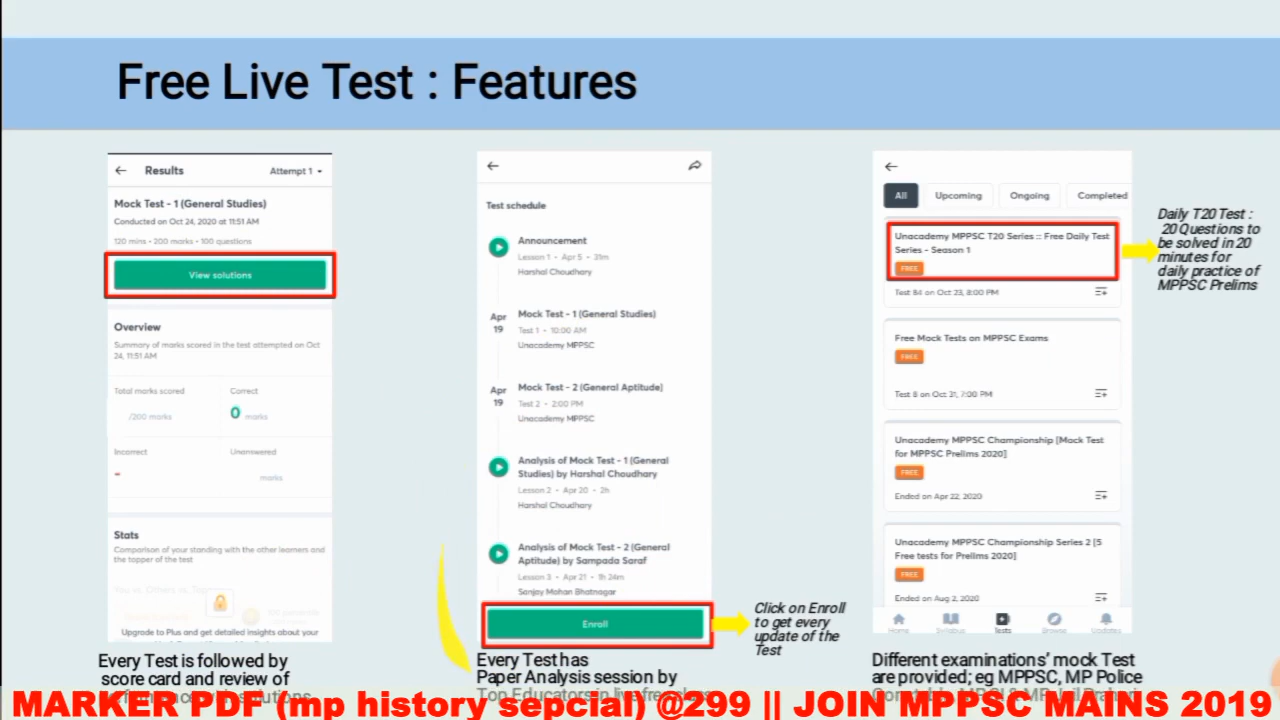 Free Live Test : Features
Results
Attempt 1
Mock Test - 1 (General Studies)
Conducted on Oct 24, 2020 at 11:51 AM
120 mins • 200 marks • 100 questions
View solutions
Overview
Summary of marks scored in the test attempted on Oct
24, 11:51 AM
Total marks scored
Correct
/200 marks
0 marks
Incorrect
Unanswered
-
marks
Stats
Comparison of your standing with the other learners and
the topper of the test
Upgrade to Plus and get detailed insights about your
Every Test is followed by
score card and review of
Test schedule
Announcement
Lesson 1 • Apr 5 • 31m
Harshal Choudhary
Apr
19
Mock Test - 1 (General Studies)
Test 1 • 10:00 AM
Unacademy MPPSC
Apr
19
Mock Test - 2 (General Aptitude)
Test 2 • 2:00 PM
Unacademy MPPSC
Analysis of Mock Test - 1 (General
Studies) by Harshal Choudhary
Lesson 2 • Apr 20 • 2h
Harshal Choudhary
Analysis of Mock Test - 2 (General
Aptitude) by Sampada Saraf
Lesson 3 • Apr 21 • 1h 24m
Sanjay Mohan Bhatnagar
Enroll
Click on Enroll
to get every
update of the
Test
Every Test has
Paper Analysis session by
Top Educators in live free class
All
Upcoming
Ongoing
Completed
Unacademy MPPSC T20 Series :: Free Daily Test
Series - Season 1
FREE
Test 84 on Oct 23, 8:00 PM
Free Mock Tests on MPPSC Exams
FREE
Test 8 on Oct 31, 7:00 PM
Unacademy MPPSC Championship [Mock Test
for MPPSC Prelims 2020]
FREE
Ended on Apr 22, 2020
Unacademy MPPSC Championship Series 2 [5
Free tests for Prelims 2020]
FREE
Ended on Aug 2, 2020
Home
Syllabus
Tests
Browse
Updates
Daily T20 Test :
20 Questions to
be solved in 20
minutes for
daily practice of
MPPSC Prelims
Different examinations' mock Test
are provided; eg MPPSC, MP Police
MARKER PDF (mp history sepcial) @299 || JOIN MPPSC MAINS 2019